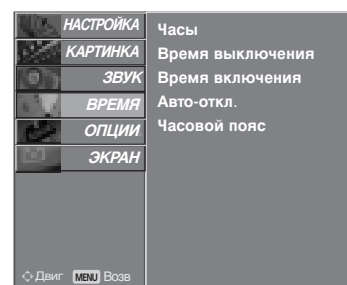 НАСТРОЙКА
КАРТИНКА
ЗВУК
ВРЕМЯ
ОПЦИИ
ЭКРАН
Часы
Время выключения
Время включения
Авто-откл.
Часовой пояс
Двиг MENU Возв